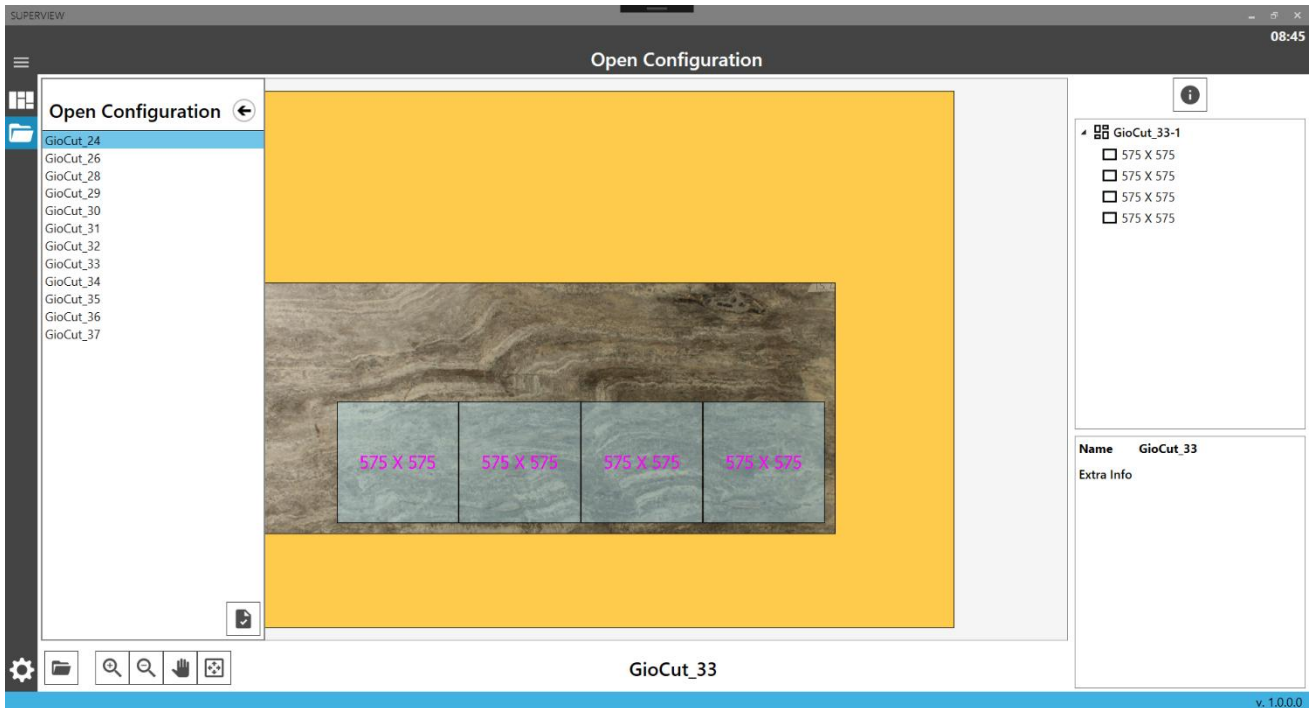 SUPERVIEW
08:45
Open Configuration
Open Configuration
GioCut_24
GioCut_26
GioCut_28
GioCut_29
GioCut_30
GioCut_31
GioCut_32
GioCut_33
GioCut_34
GioCut_35
GioCut_36
GioCut_37
575 X 575
575 X 575
575 X 575
575 X 575
GioCut_33-1
575 X 575
575 X 575
575 X 575
575 X 575
Name GioCut_33
Extra Info
GioCut_33
v. 1.0.0.0